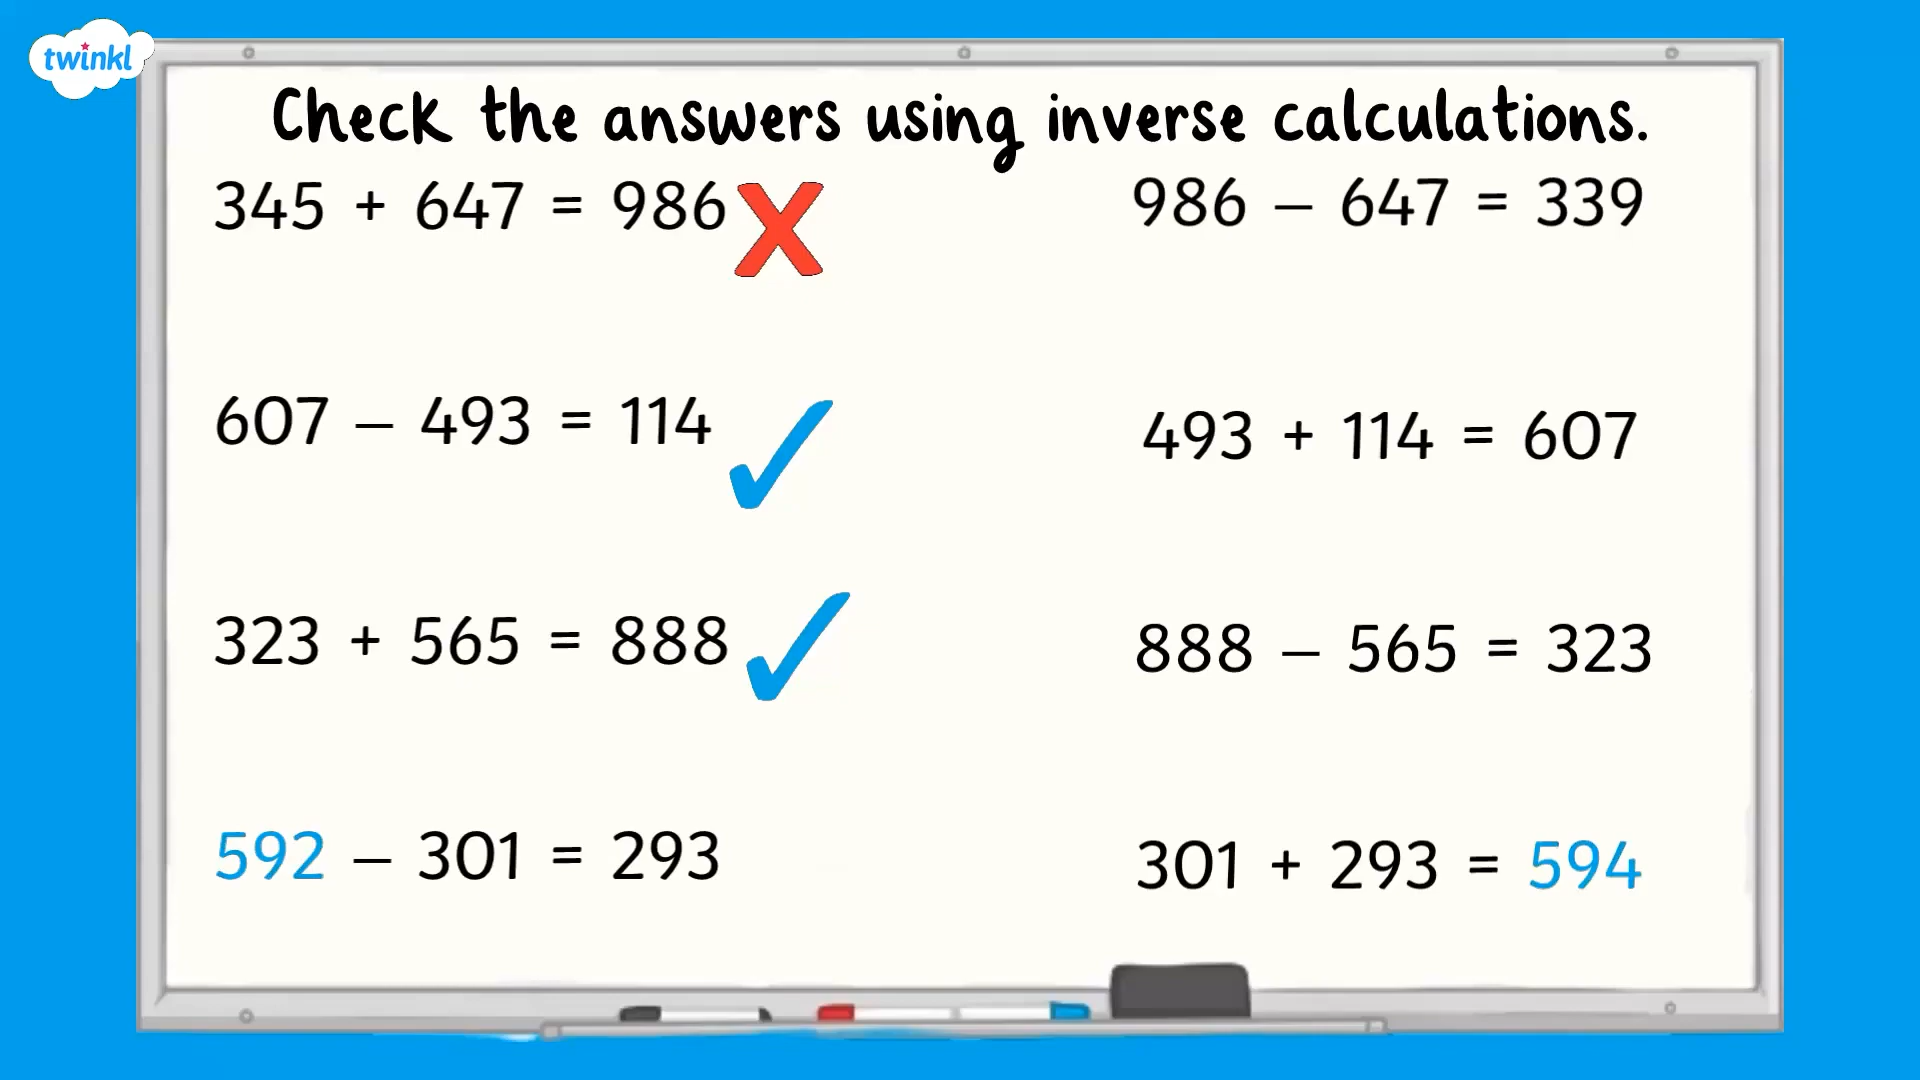 twinkl
Check the answers using inverse calculations.
345 + 647 = 986
986 – 647 = 339
607 – 493 = 114
493 + 114 = 607
323 + 565 = 888
888 – 565 = 323
592 – 301 = 293
301 + 293 = 594